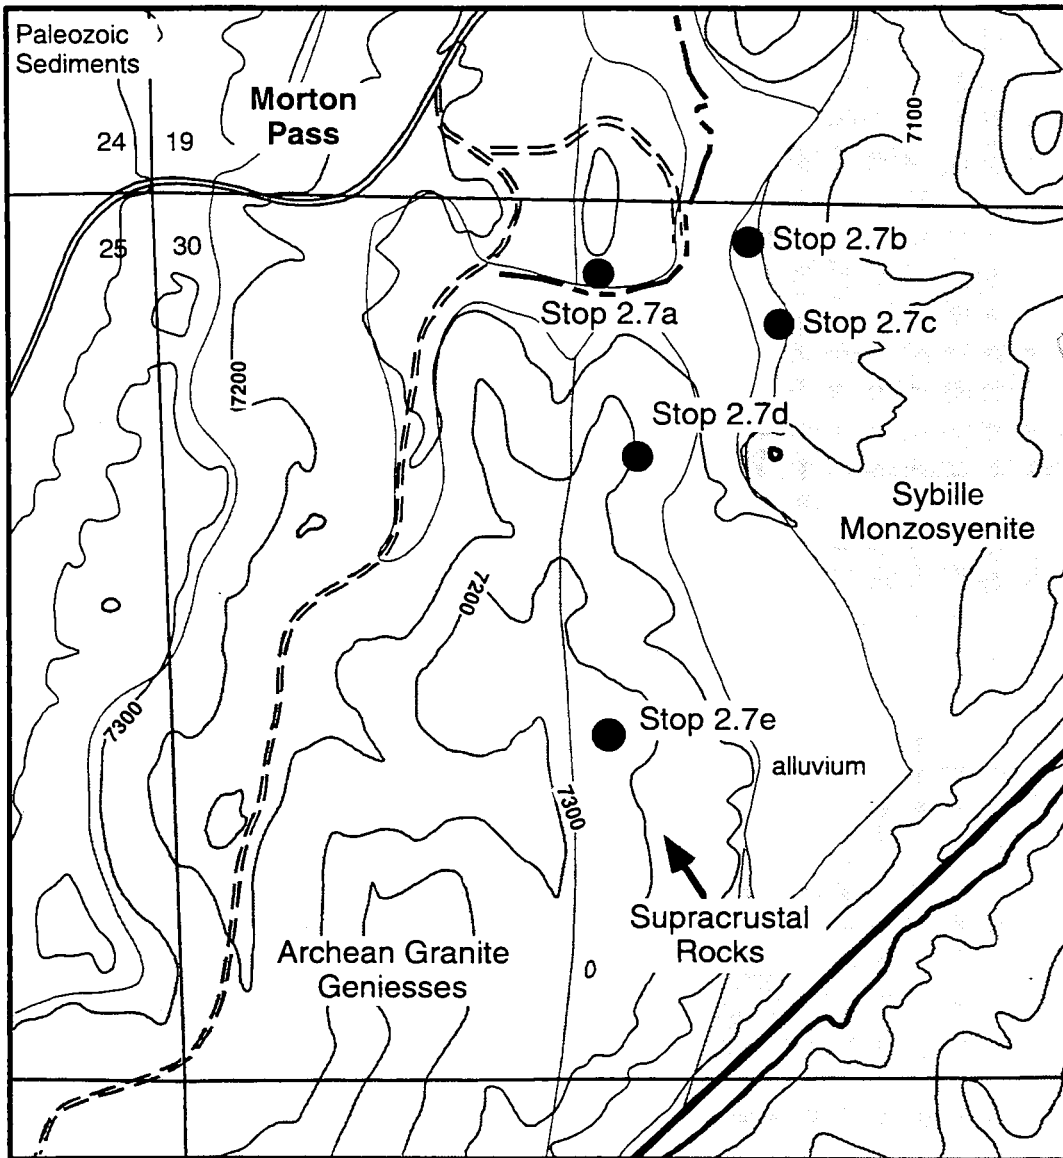 Paleozoic
Sediments
Morton
Pass
24
19
7100
25
30
Stop 2.7b
Stop 2.7a
Stop 2.7c
7200
Stop 2.7d
Sybille
Monzosyenite
7200
7300
Stop 2.7e
alluvium
7300
Supracrustal
Rocks
Archean Granite
Geniesses